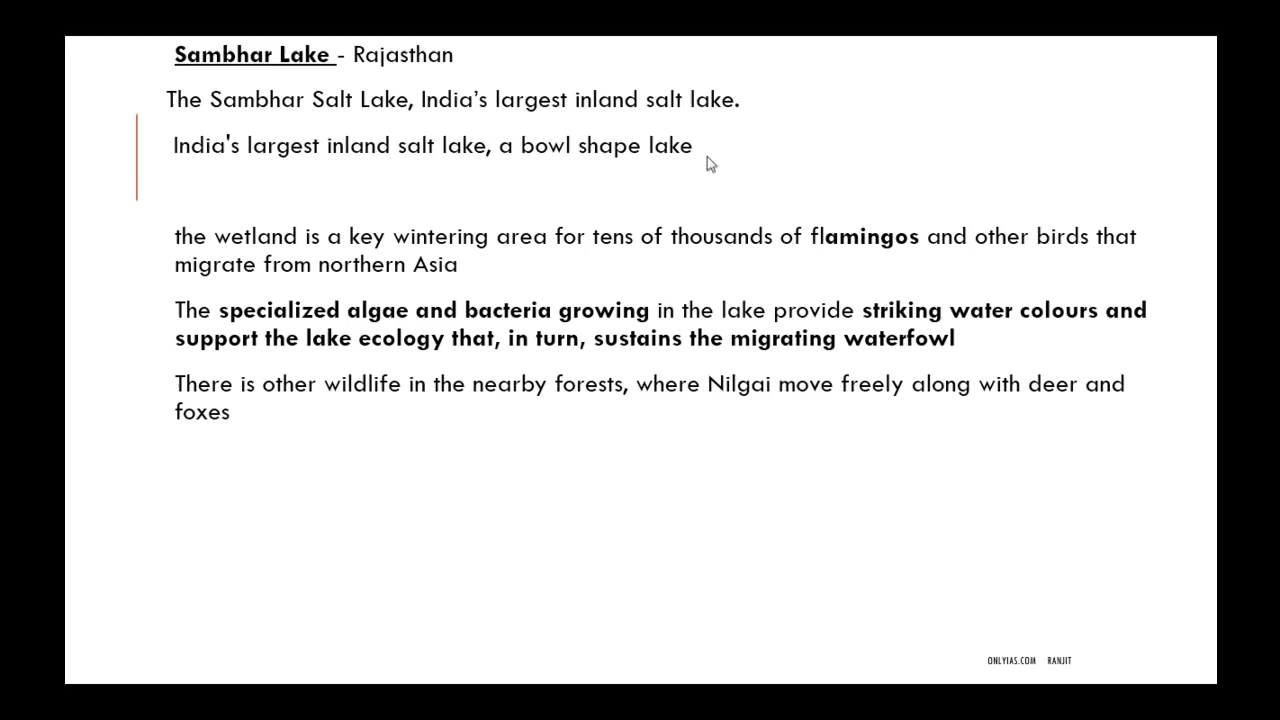 Sambhar Lake - Rajasthan
The Sambhar Salt Lake, India’s largest inland salt lake.
India's largest inland salt lake, a bowl shape lake
the wetland is a key wintering area for tens of thousands of flamingos and other birds that
migrate from northern Asia
The specialized algae and bacteria growing in the lake provide striking water colours and
support the lake ecology that, in turn, sustains the migrating waterfowl
There is other wildlife in the nearby forests, where Nilgai move freely along with deer and
foxes
ONLYIAS.COM RANJIT